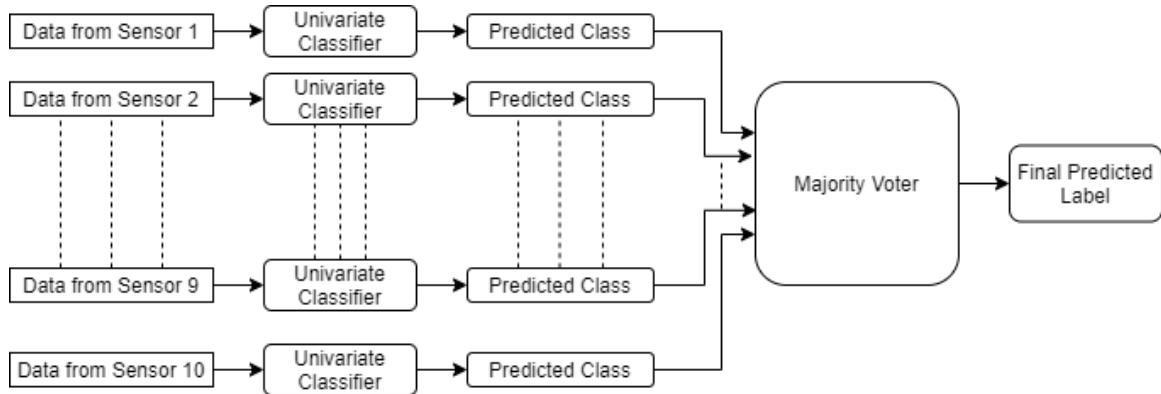 Data from Sensor 1
Univariate
Classifier
Predicted Class
Data from Sensor 2
Univariate
Classifier
Predicted Class
Majority Voter
Final Predicted
Label
Data from Sensor 9
Univariate
Classifier
Predicted Class
Data from Sensor 10
Univariate
Classifier
Predicted Class